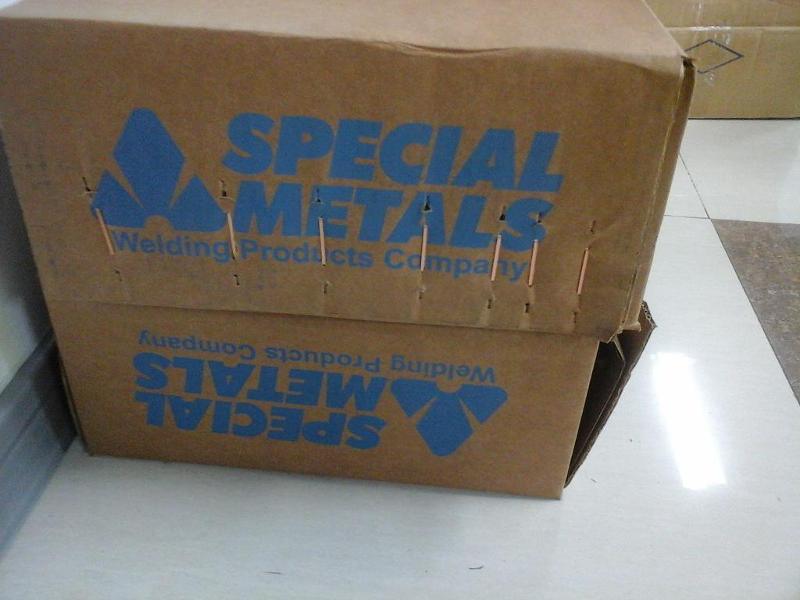 SPECIAL
METALS
Welding Products Company
Welding Products Company
METALS
SPECIAL